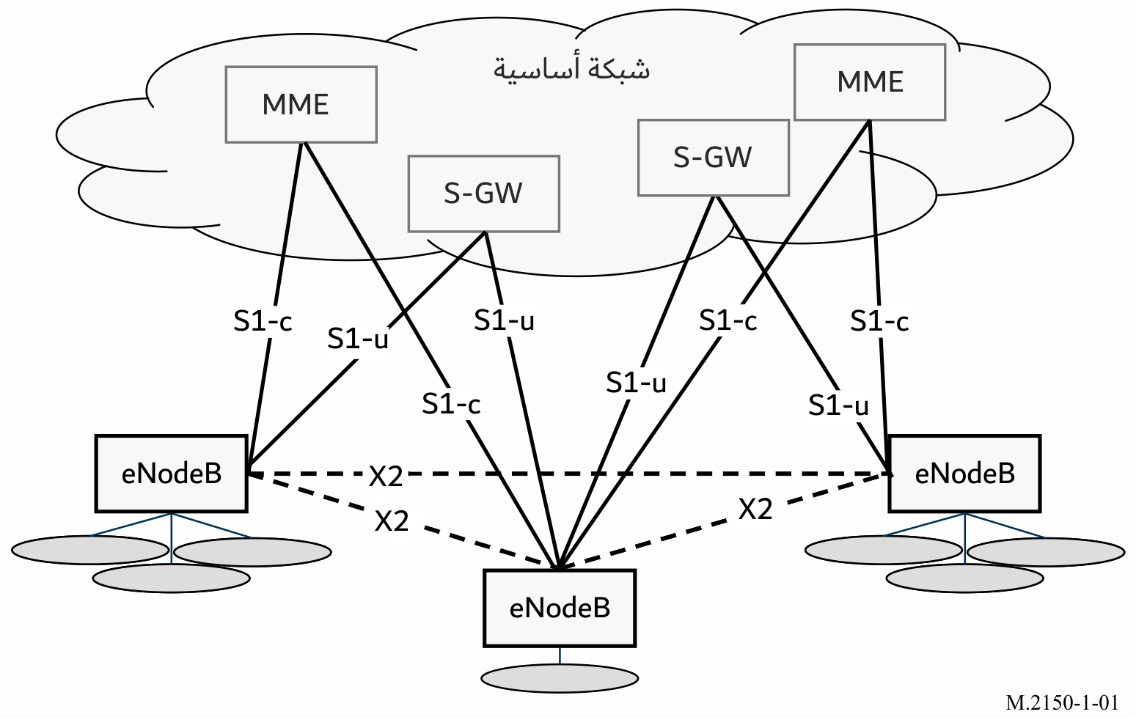 شبكة أساسية
MME
MME
S-GW
S-GW
S1-c
S1-u
S1-u
S1-c
S1-u
S1-c
S1-c
S1-u
eNodeB
X2
X2
X2
eNodeB
eNodeB
M.2150-1-01